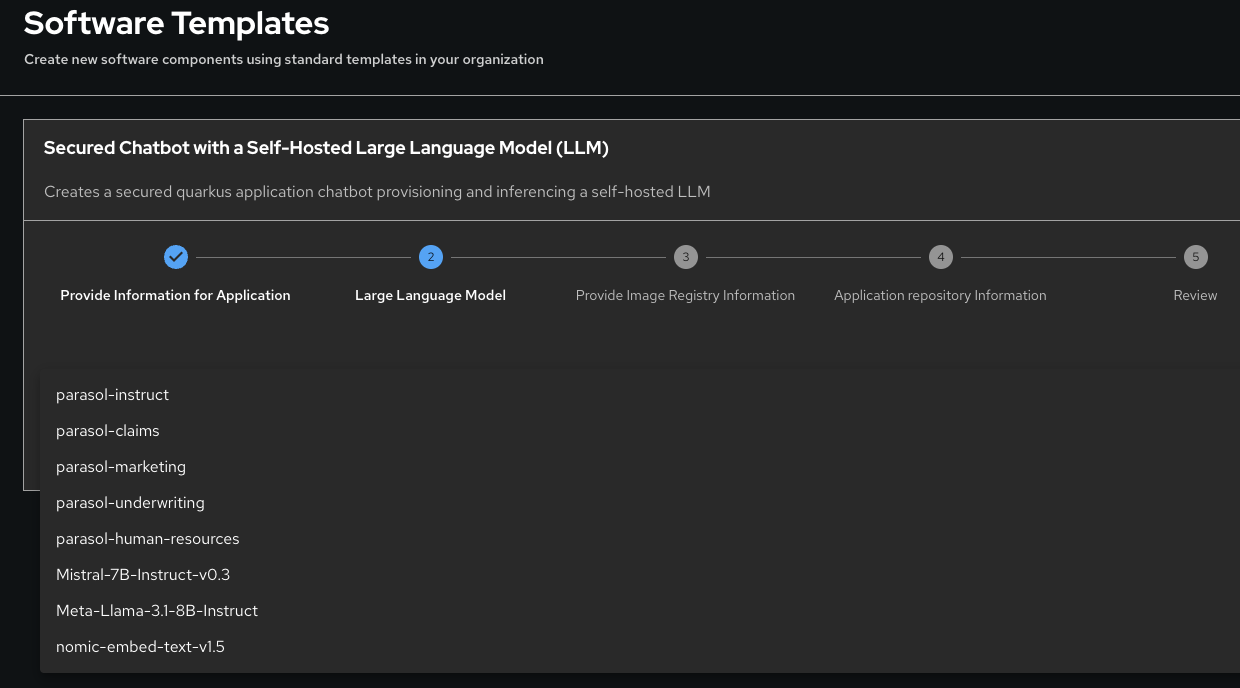 Software Templates
Create new software components using standard templates in your organization
Secured Chatbot with a Self-Hosted Large Language Model (LLM)
Creates a secured quarkus application chatbot provisioning and inferencing a self-hosted LLM
2 3 4 5
Provide Information for Application Large Language Model Provide Image Registry Information Application repository Information Review
parasol-instruct
parasol-claims
parasol-marketing
parasol-underwriting
parasol-human-resources
Mistral-7B-Instruct-v0.3
Meta-Llama-3.1-8B-Instruct
nomic-embed-text-v1.5